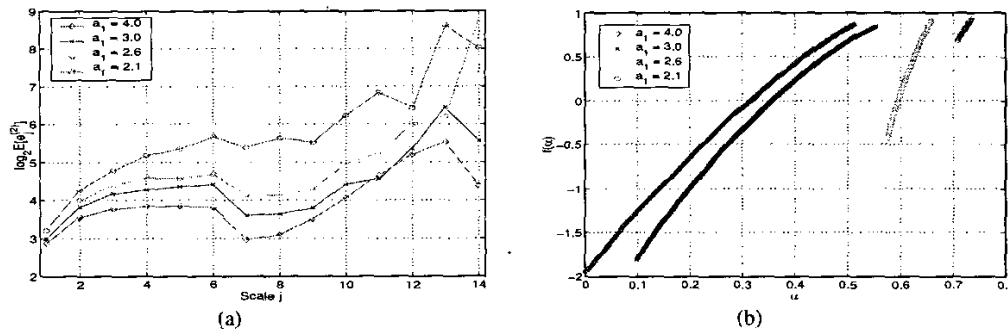 a₁ = 4.0
a₁ = 3.0
a₁ = 2.6
a₁ = 2.1
9
8
7
6
5
4
3
2
2
4
6
8
10
12
14
Scale j
(a)
a₁ = 4.0
a₁ = 3.0
a₁ = 2.6
a₁ = 2.1
f(α)
1
0.5
0
−0.5
−1
−1.5
−2
0
0.1
0.2
0.3
0.4
0.5
0.6
0.7
0.8
α
(b)